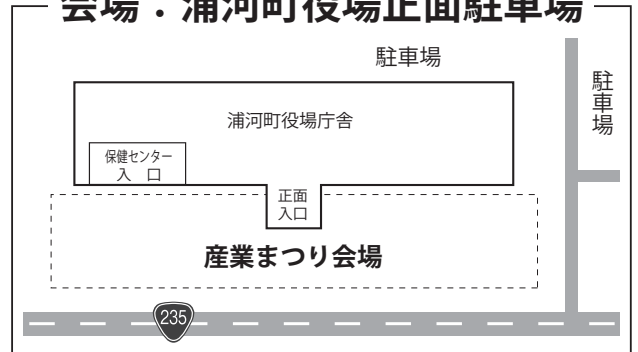 会場：浦河町役場正面駐車場
駐車場
駐車場
浦河町役場庁舎
保健センター
入　口
正面
入口
産業まつり会場
235